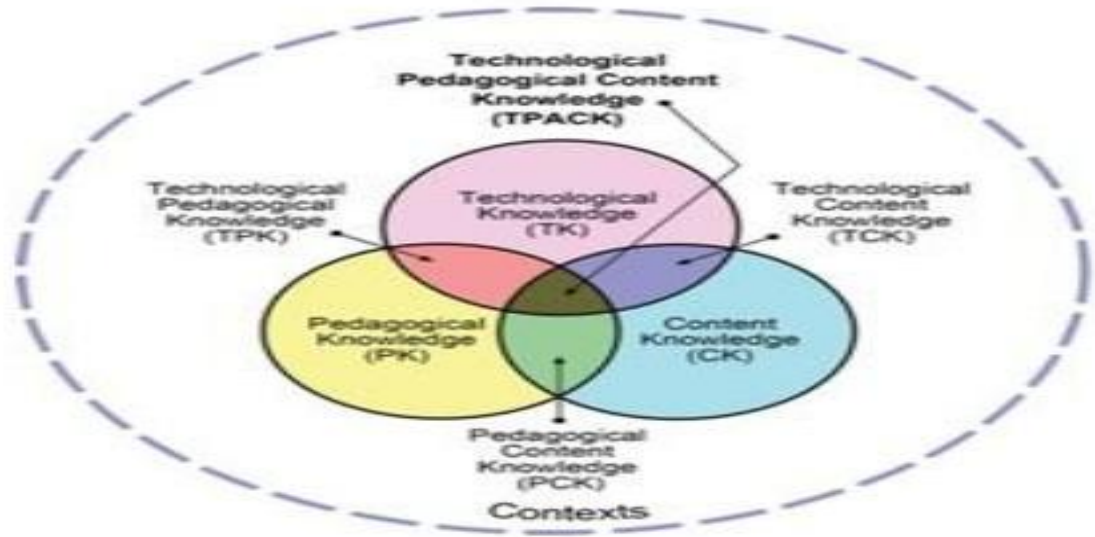 Technological
Pedagogical Content
Knowledge
(TPACK)
Technological
Pedagogical
Knowledge
(TPK)
Technological
Knowledge
(TK)
Technological
Content
Knowledge
(TCK)
Pedagogical
Knowledge
(PK)
Content
Knowledge
(CK)
Pedagogical
Content
Knowledge
(PCK)
Contexts